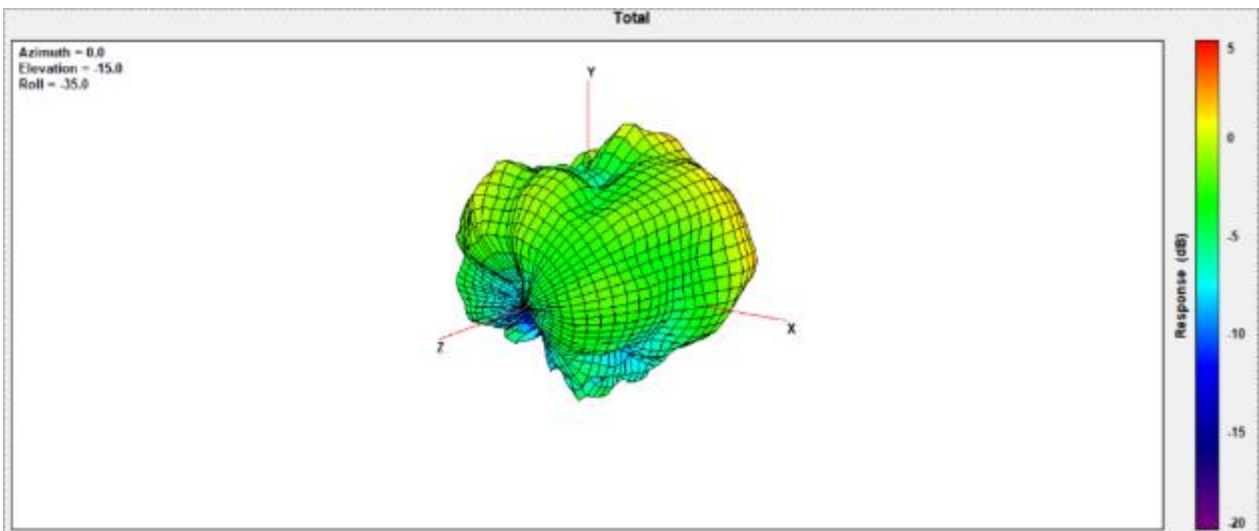 Total
Azimuth = 0.0
Elevation = -15.0
Roll = -35.0
Y
Z
X
Response (dB)
5
0
-5
-10
-15
-20